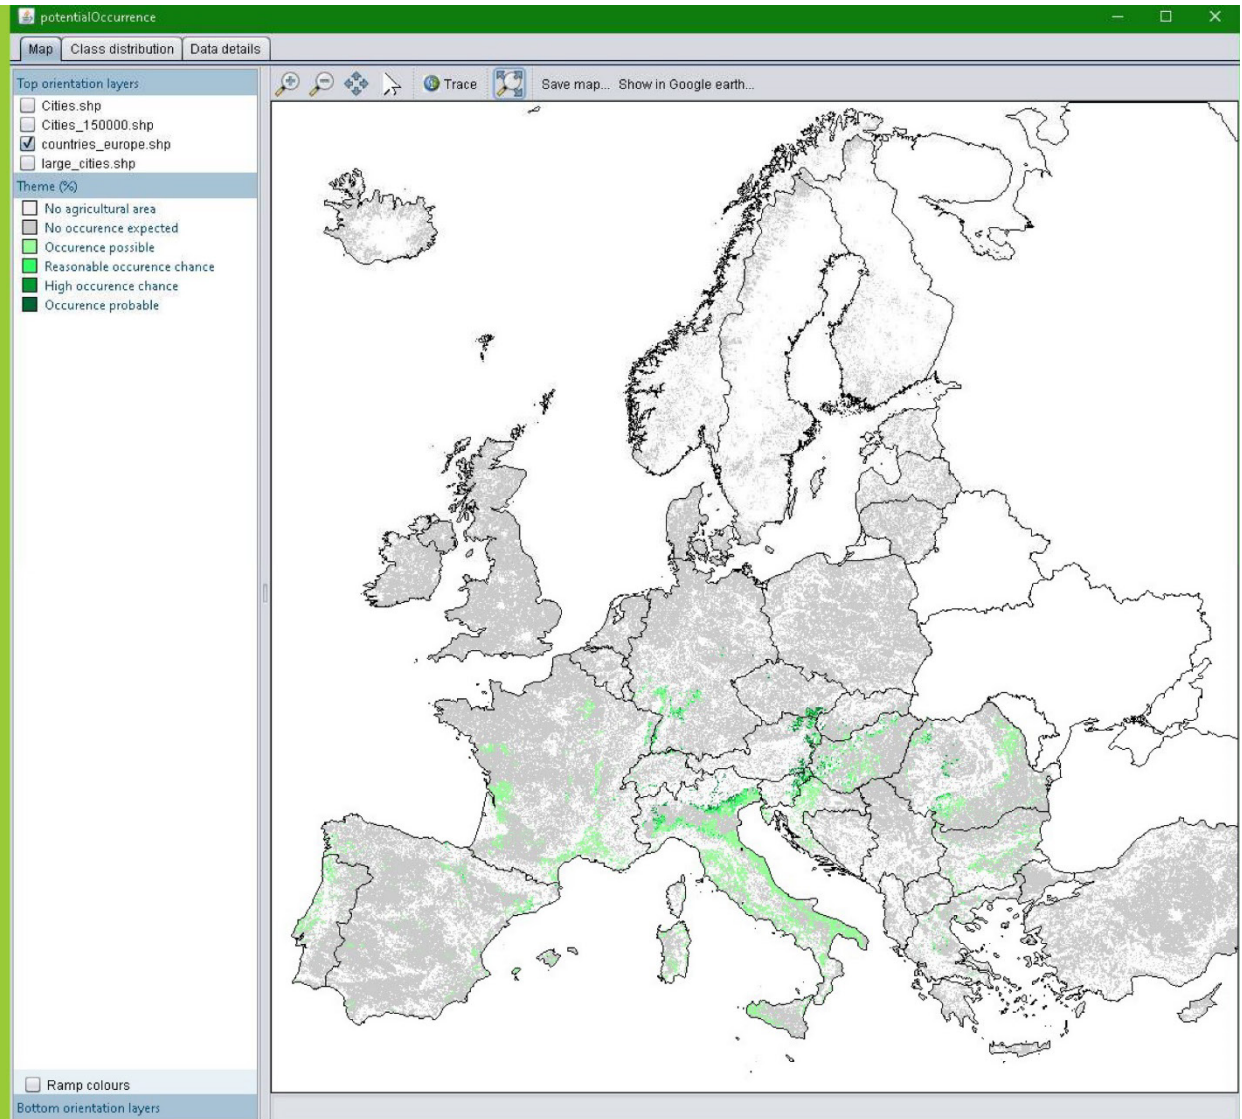 potentialOccurrence
Map Class distribution Data details
Top orientation layers
Cities.shp
Cities_150000.shp
countries_europe.shp
large_cities.shp
Theme (%)
No agricultural area
No occurence expected
Occurence possible
Reasonable occurence chance
High occurence chance
Occurence probable
Ramp colours
Bottom orientation layers
Trace Save map... Show in Google earth...